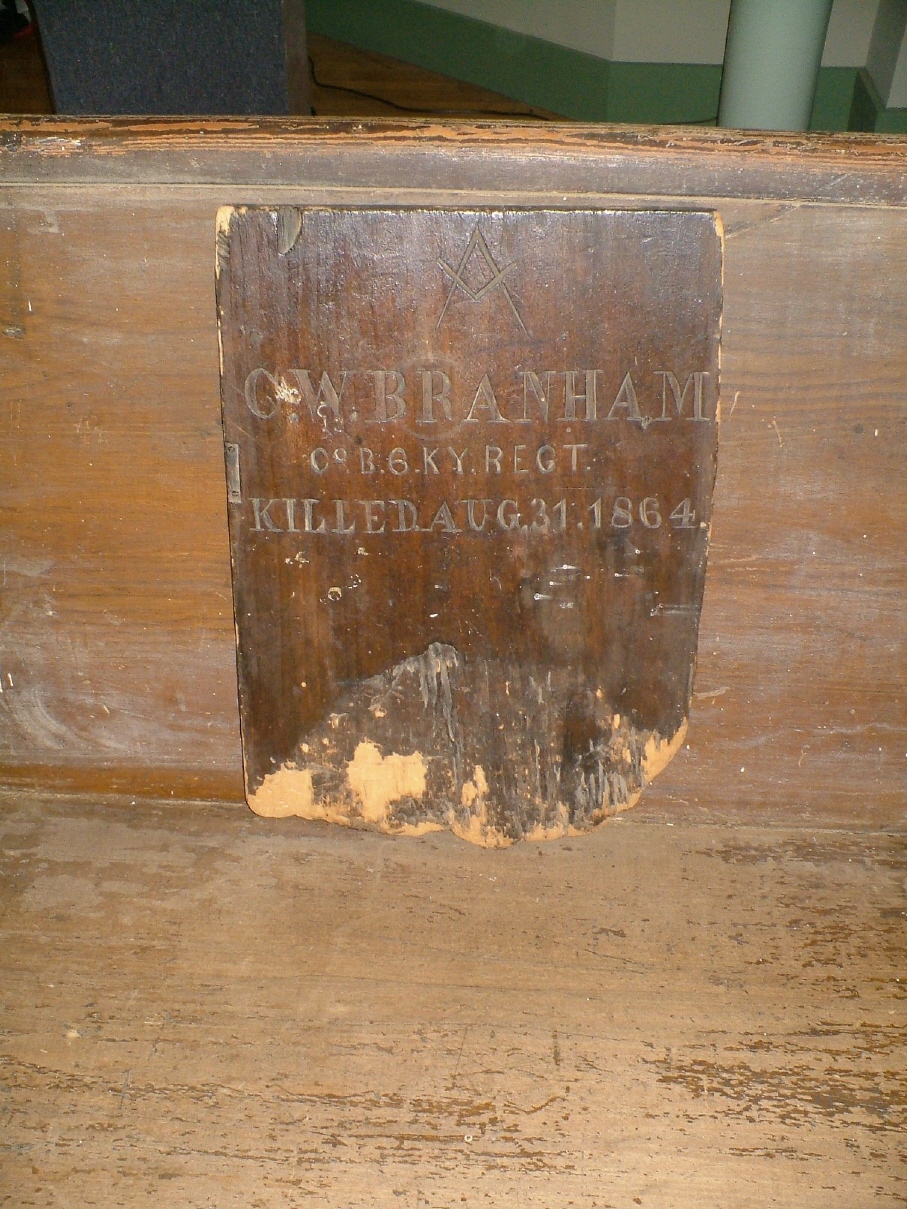 C.W. BRANHAM
Co B. 6. KY. REGT.
KILLED AUG. 31. 1864